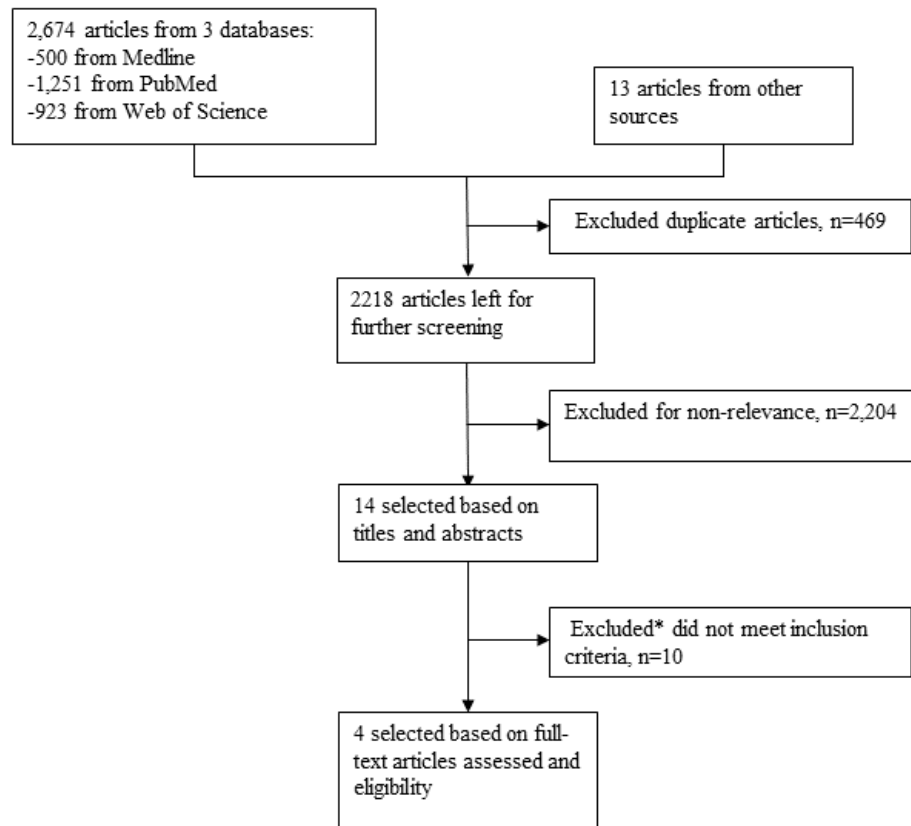 2,674 articles from 3 databases:
-500 from Medline
-1,251 from PubMed
-923 from Web of Science
13 articles from other
sources
Excluded duplicate articles, n=469
2218 articles left for
further screening
Excluded for non-relevance, n=2,204
14 selected based on
titles and abstracts
Excluded* did not meet inclusion
criteria, n=10
4 selected based on full-
text articles assessed and
eligibility